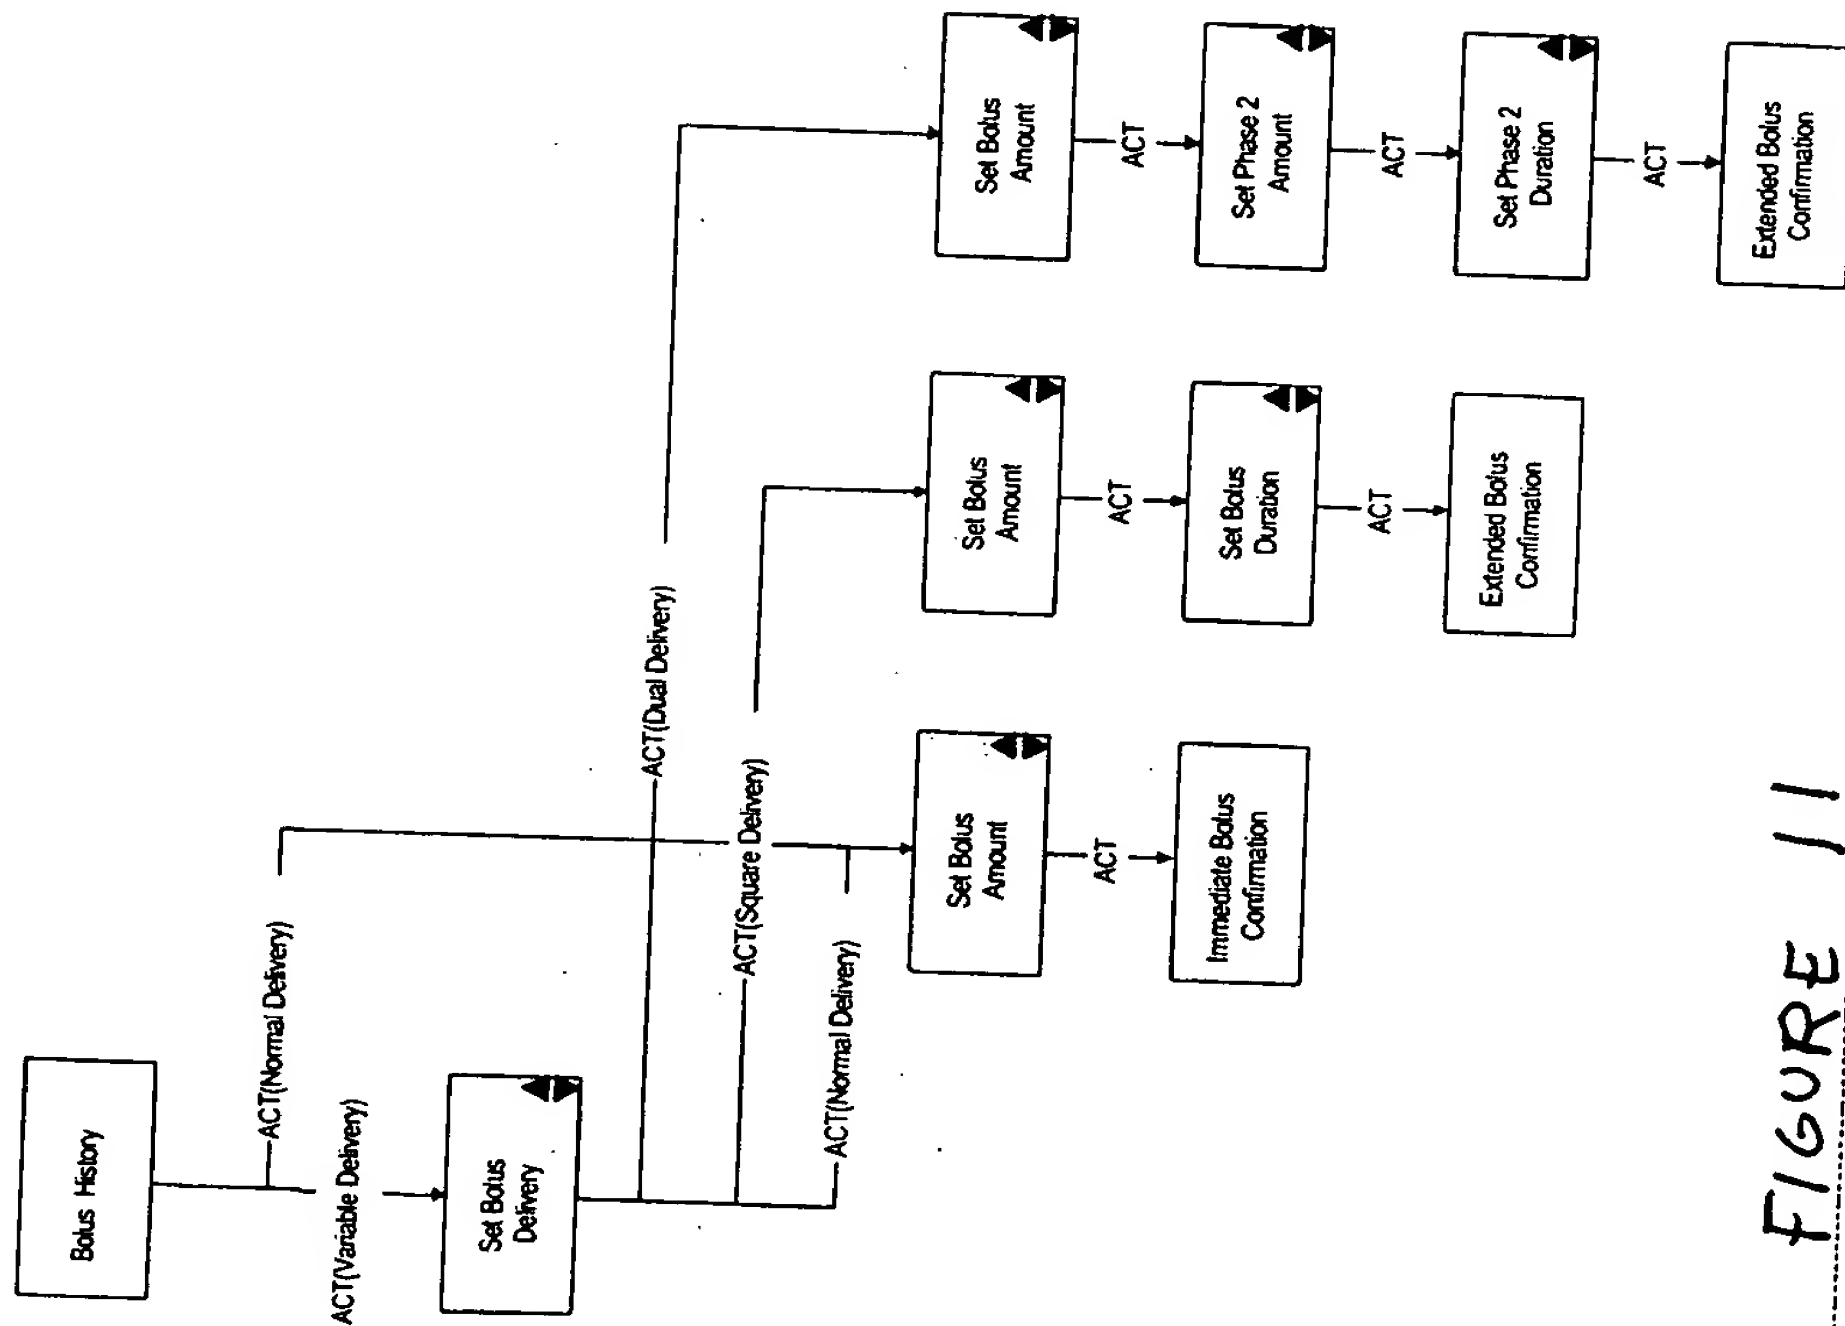 Bolus History
ACT(Normal Delivery)
ACT(Variable Delivery)
Set Bolus
Delivery
ACT(Dual Delivery)
ACT(Square Delivery)
ACT(Normal Delivery)
Set Bolus
Amount
ACT
Immediate Bolus
Confirmation
Set Bolus
Amount
ACT
Set Bolus
Duration
ACT
Extended Bolus
Confirmation
Set Bolus
Amount
ACT
Set Phase 2
Amount
ACT
Set Phase 2
Duration
ACT
Extended Bolus
Confirmation
FIGURE 11